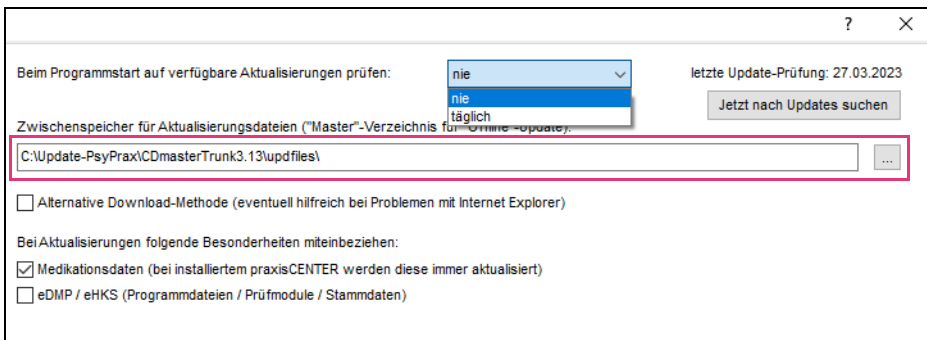 ?
Beim Programmstart auf verfügbare Aktualisierungen prüfen: nie letzte Update-Prüfung: 27.03.2023
nie
täglich
Jetzt nach Updates suchen
Zwischenspeicher für Aktualisierungsdateien ("Master"-Verzeichnis für "Offline"-Update):
C:\Update-PsyPrax\CDmasterTrunk3.13\updfiles\ ...
Alternative Download-Methode (eventuell hilfreich bei Problemen mit Internet Explorer)
Bei Aktualisierungen folgende Besonderheiten miteinbeziehen:
Medikationsdaten (bei installiertem praxisCENTER werden diese immer aktualisiert)
eDMP / eHKS (Programmdateien / Prüfmodule / Stammdaten)